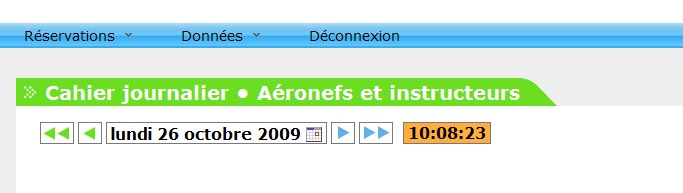 Réservations Données Déconnexion
Cahier journalier • Aéronefs et instructeurs
lundi 26 octobre 2009 10:08:23